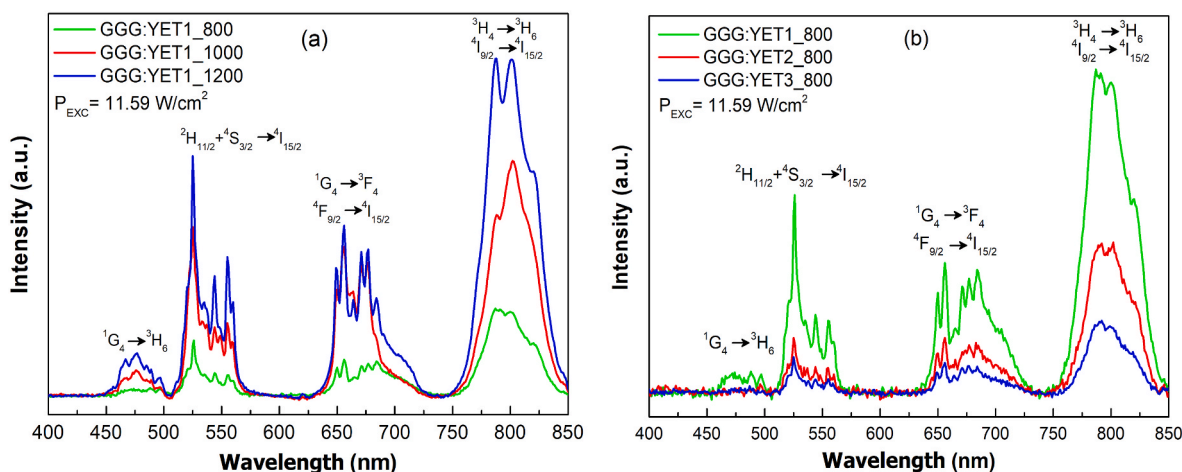 GGG:YET1_800
GGG:YET1_1000
GGG:YET1_1200
P_EXC= 11.59 W/cm²
(a)
³H₄→³H₆
⁴I₉/₂→⁴I₁₅/₂
²H₁₁/₂+⁴S₃/₂→⁴I₁₅/₂
¹G₄→³F₄
⁴F₉/₂→⁴I₁₅/₂
¹G₄→³H₆
Intensity (a.u.)
400 450 500 550 600 650 700 750 800 850
Wavelength (nm)
GGG:YET1_800
GGG:YET2_800
GGG:YET3_800
P_EXC= 11.59 W/cm²
(b)
³H₄→³H₆
⁴I₉/₂→⁴I₁₅/₂
²H₁₁/₂+⁴S₃/₂ →⁴I₁₅/₂
¹G₄→³F₄
⁴F₉/₂→⁴I₁₅/₂
¹G₄→³H₆
Intensity (a.u.)
400 450 500 550 600 650 700 750 800 850
Wavelength (nm)